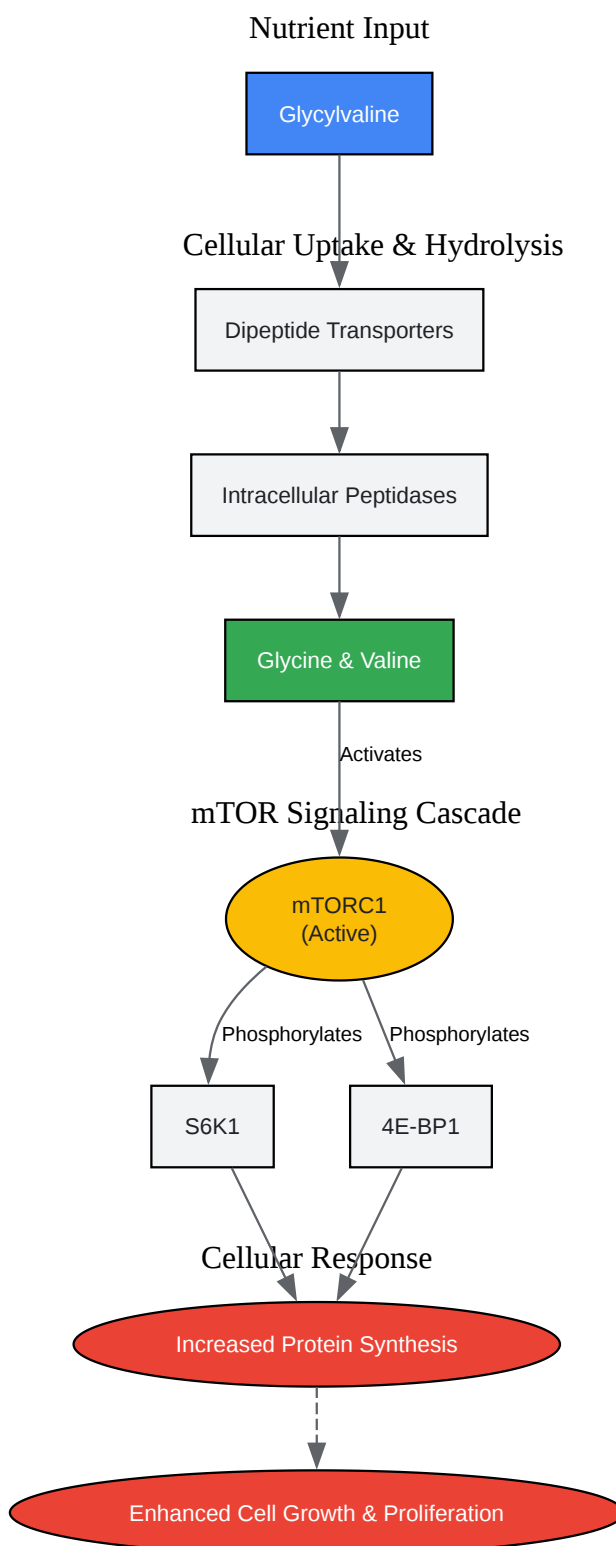 Nutrient Input
Glycylvaline
Cellular Uptake & Hydrolysis
Dipeptide Transporters
Intracellular Peptidases
Glycine & Valine
Activates
mTOR Signaling Cascade
mTORC1
(Active)
Phosphorylates
Phosphorylates
S6K1
4E-BP1
Cellular Response
Increased Protein Synthesis
Enhanced Cell Growth & Proliferation